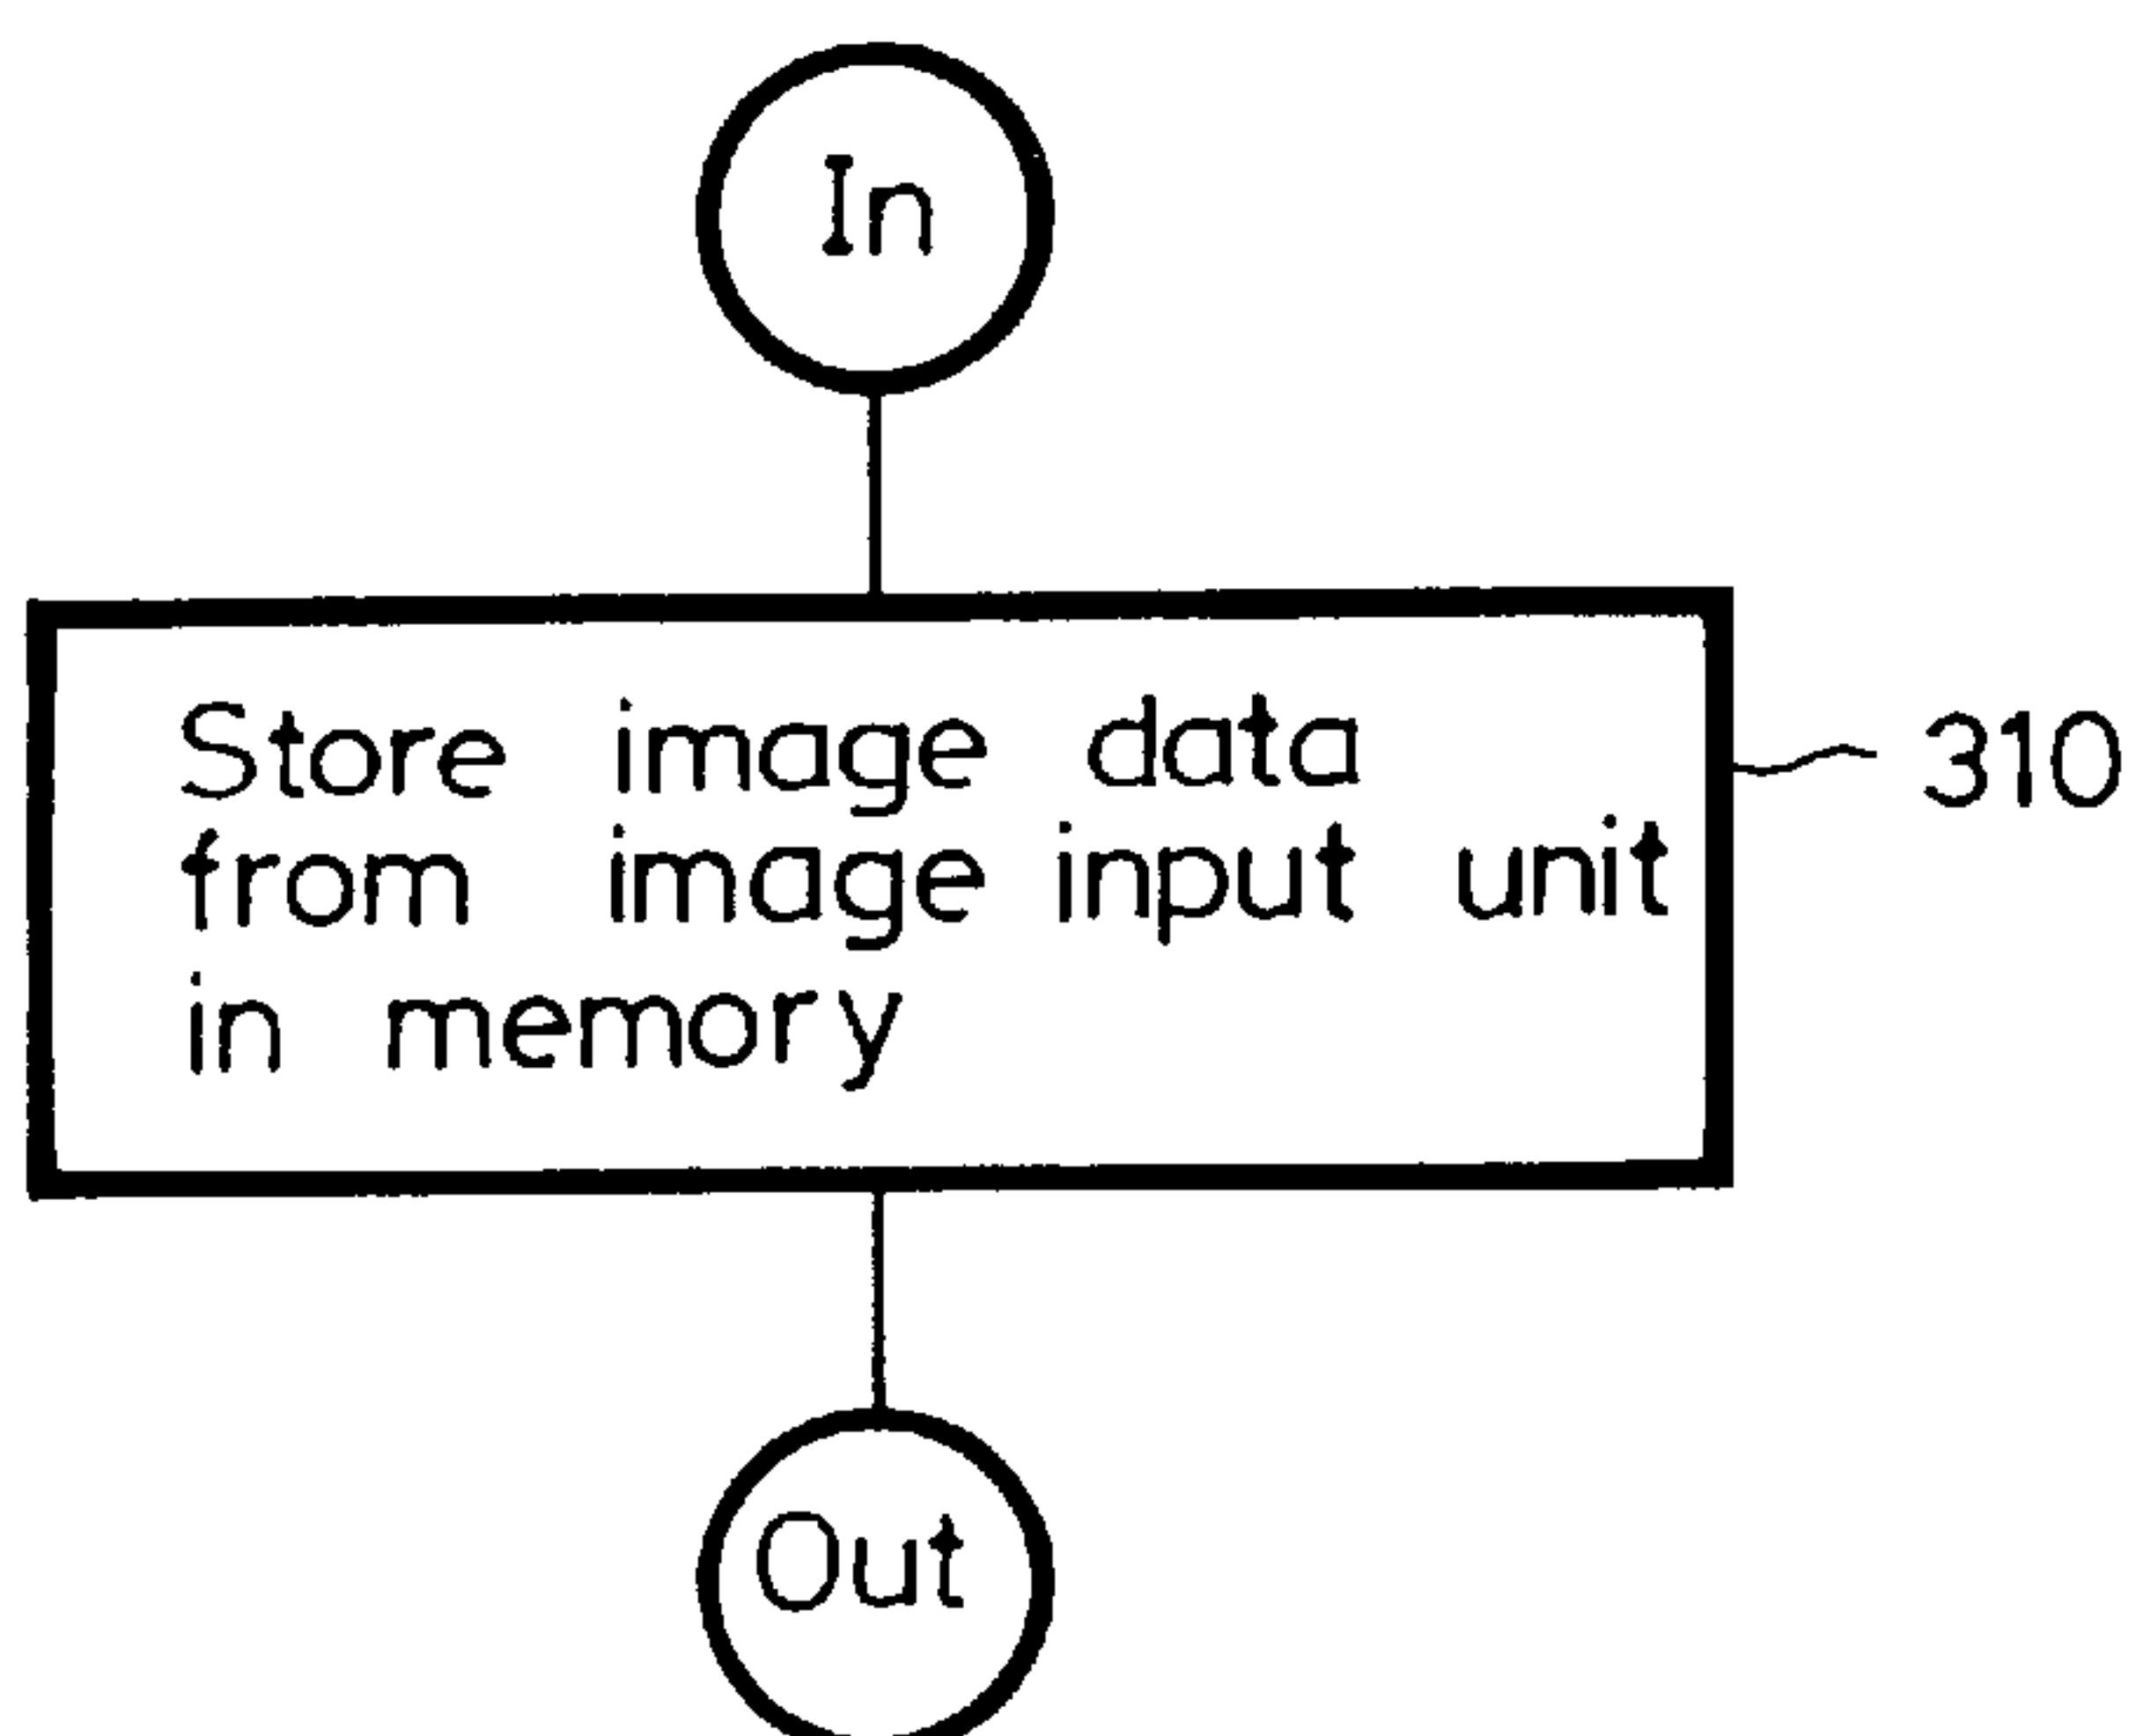 In
Store image data
from image input unit
in memory
310
Out